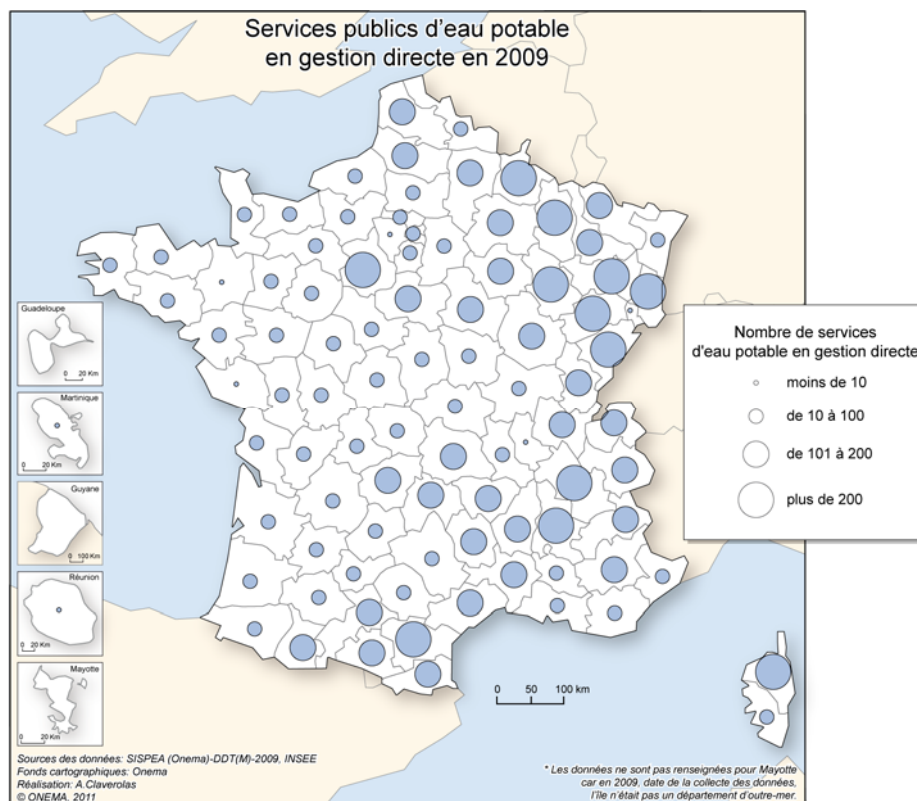 Services publics d'eau potable
en gestion directe en 2009
Guadeloupe
0 20 Km
Martinique
0 20 Km
Guyane
0 100 Km
Réunion
0 20 Km
Mayotte
0 20 Km
Nombre de services
d'eau potable en gestion directe
moins de 10
de 10 à 100
de 101 à 200
plus de 200
0 50 100 km
Sources des données: SISPEA (Onema)-DDT(M)-2009, INSEE
Fonds cartographiques: Onema
Réalisation: A.Claverolas
© ONEMA, 2011
* Les données ne sont pas renseignées pour Mayotte
car en 2009, date de la collecte des données,
l'île n'était pas un département d'outre-mer.